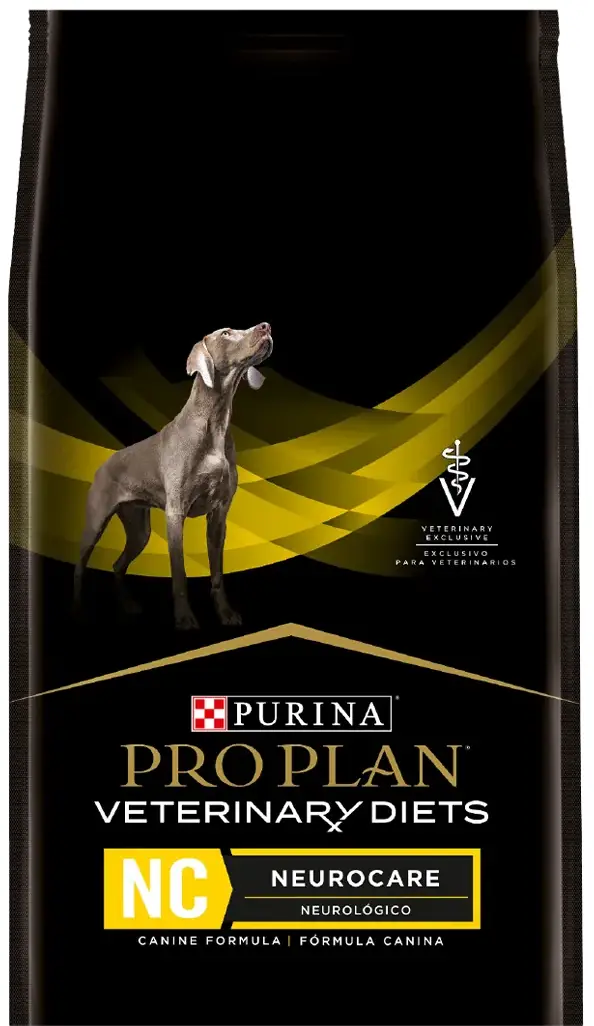 VETERINARY
EXCLUSIVE
EXCLUSIVO
PARA VETERINARIOS
PURINA®
PRO PLAN®
VETERINARY DIETS
NC
NEUROCARE
NEUROLÓGICO
CANINE FORMULA | FÓRMULA CANINA